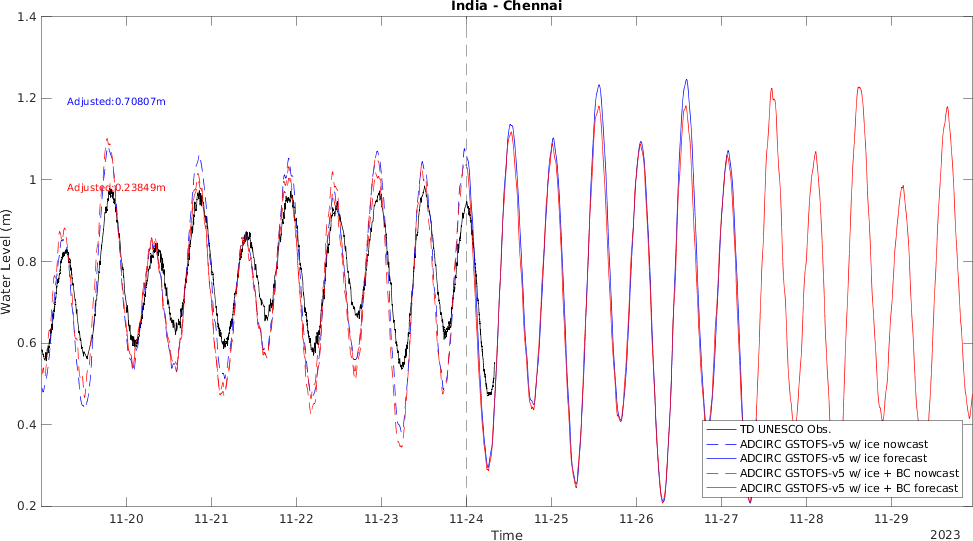 India - Chennai
1.4
1.2
1
0.8
0.6
0.4
0.2
Water Level (m)
Adjusted:0.70807m
Adjusted:0.23849m
TD UNESCO Obs.
ADCIRC GSTOFS-v5 w/ ice nowcast
ADCIRC GSTOFS-v5 w/ ice forecast
ADCIRC GSTOFS-v5 w/ ice + BC nowcast
ADCIRC GSTOFS-v5 w/ ice + BC forecast
11-20 11-21 11-22 11-23 11-24 11-25 11-26 11-27 11-28 11-29
Time
2023